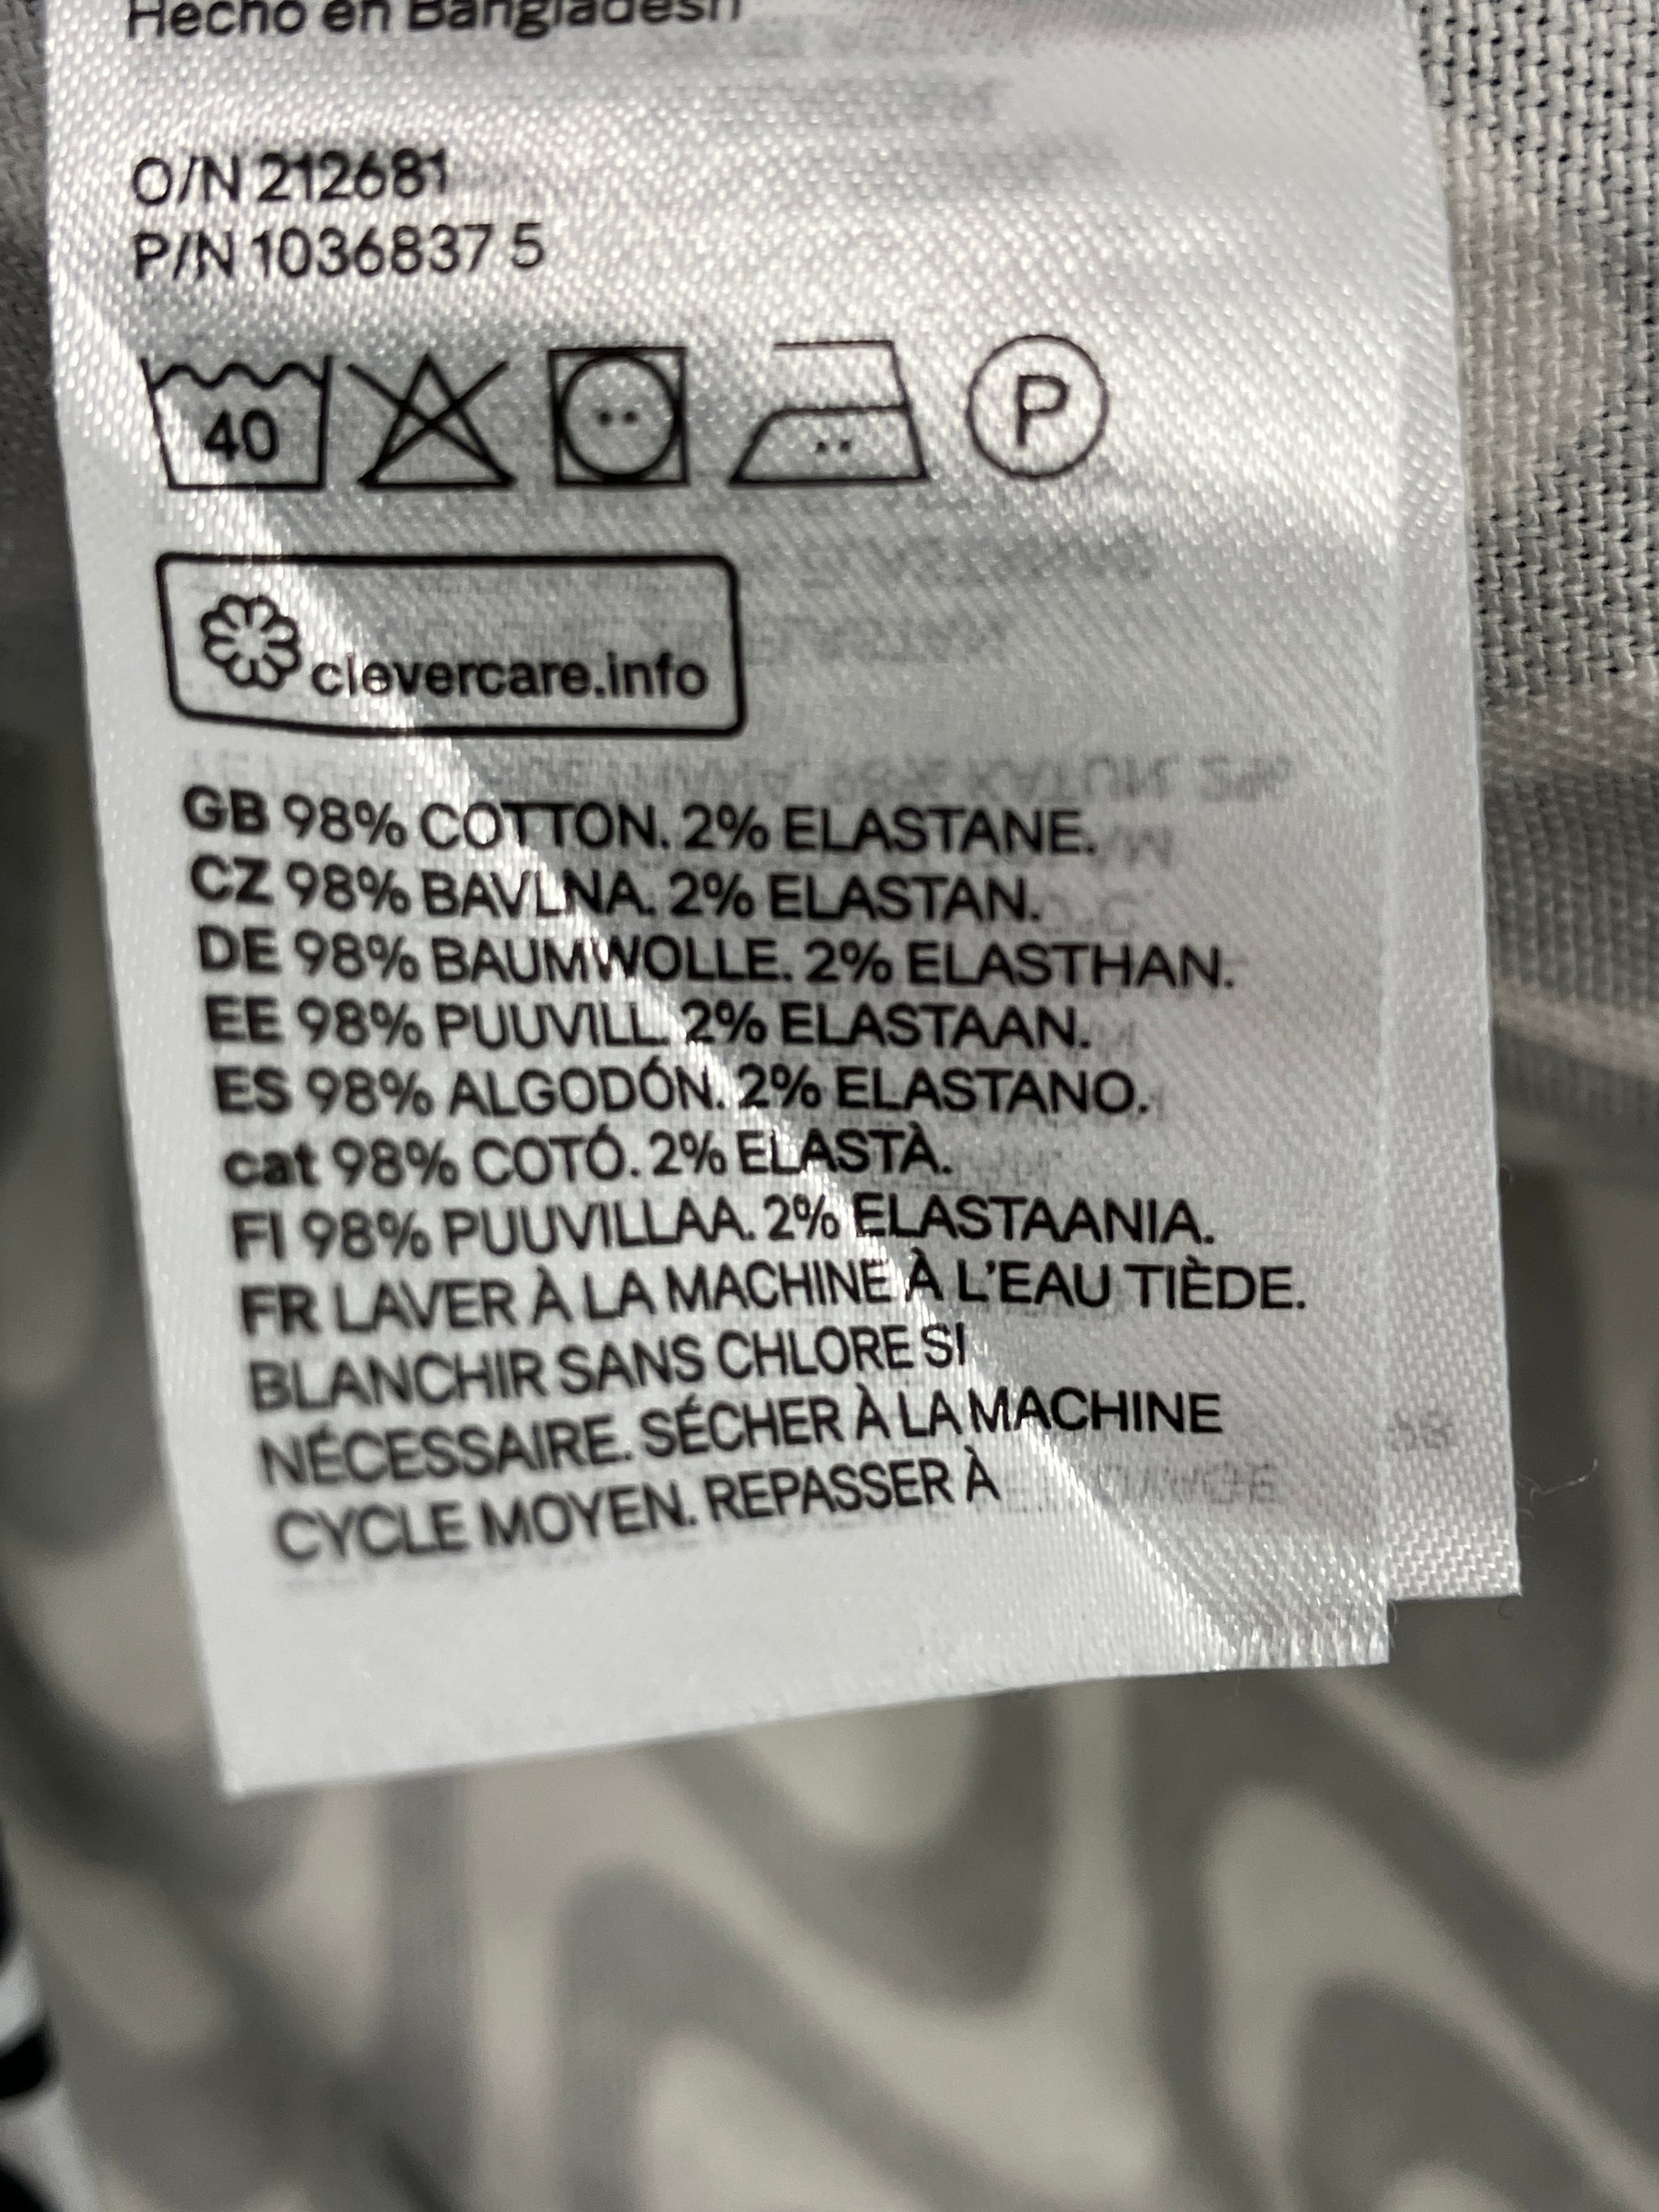 Hecho en Bangladesh
O/N 212681
P/N 1036837 5
40
P
clevercare.info
GB 98% COTTON. 2% ELASTANE.
CZ 98% BAVLNA. 2% ELASTAN.
DE 98% BAUMWOLLE. 2% ELASTHAN.
EE 98% PUUVILL. 2% ELASTAAN.
ES 98% ALGODÓN. 2% ELASTANO.
cat 98% COTÓ. 2% ELASTÀ.
FI 98% PUUVILLAA. 2% ELASTAANIA.
FR LAVER À LA MACHINE À L'EAU TIÈDE.
BLANCHIR SANS CHLORE SI
NÉCESSAIRE. SÉCHER À LA MACHINE
CYCLE MOYEN. REPASSER À